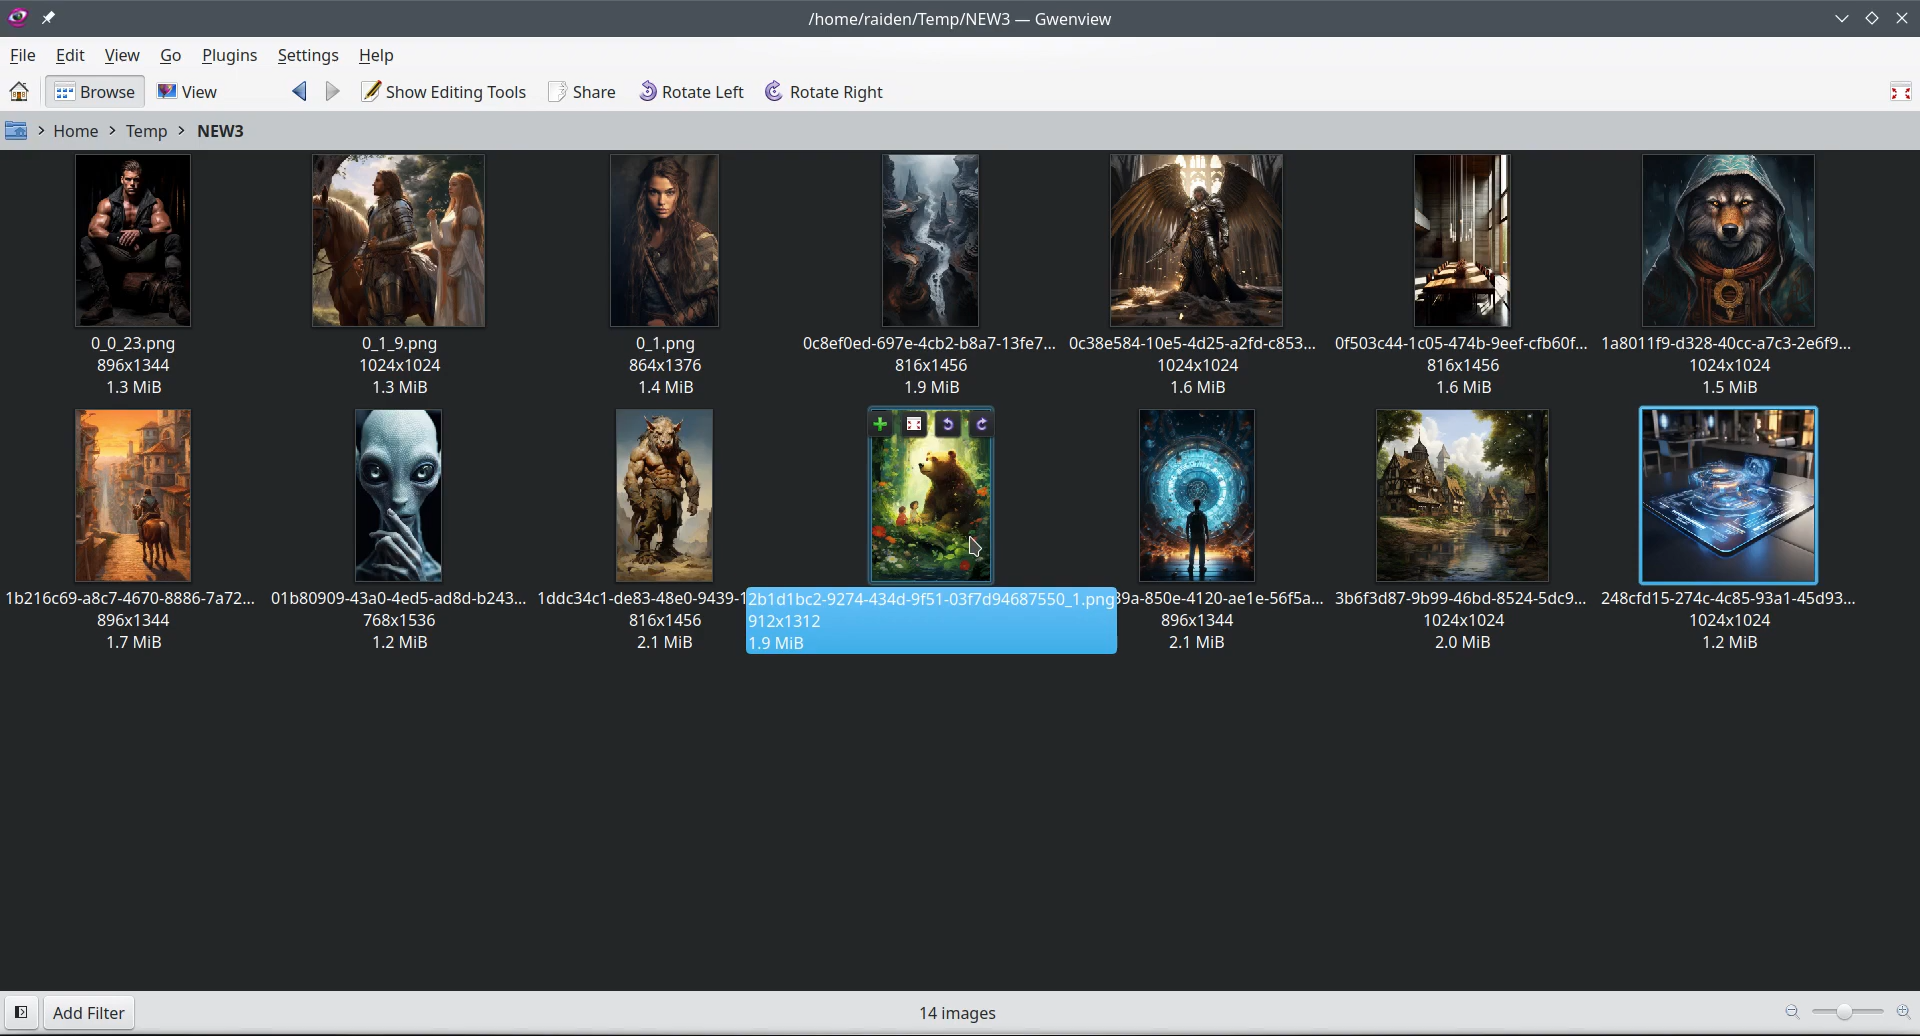 /home/raiden/Temp/NEW3 — Gwenview
File Edit View Go Plugins Settings Help
Browse View Show Editing Tools Share Rotate Left Rotate Right
Home Temp NEW3
0_0_23.png 0_1_9.png 0_1.png 0c8ef0ed-697e-4cb2-b8a7-13fe7... 0c38e584-10e5-4d25-a2fd-c853... 0f503c44-1c05-474b-9eef-cfb60f... 1a8011f9-d328-40cc-a7c3-2e6f9...
896x1344 1024x1024 864x1376 816x1456 1024x1024 816x1456 1024x1024
1.3 MiB 1.3 MiB 1.4 MiB 1.9 MiB 1.6 MiB 1.6 MiB 1.5 MiB
1b216c69-a8c7-4670-8886-7a72... 01b80909-43a0-4ed5-ad8d-b243... 1ddc34c1-de83-48e0-9439-1 2b1d1bc2-9274-434d-9f51-03f7d94687550_1.png 9a-850e-4120-ae1e-56f5a... 3b6f3d87-9b99-46bd-8524-5dc9... 248cfd15-274c-4c85-93a1-45d93...
896x1344 768x1536 816x1456 912x1312 896x1344 1024x1024 1024x1024
1.7 MiB 1.2 MiB 2.1 MiB 1.9 MiB 2.1 MiB 2.0 MiB 1.2 MiB
Add Filter 14 images